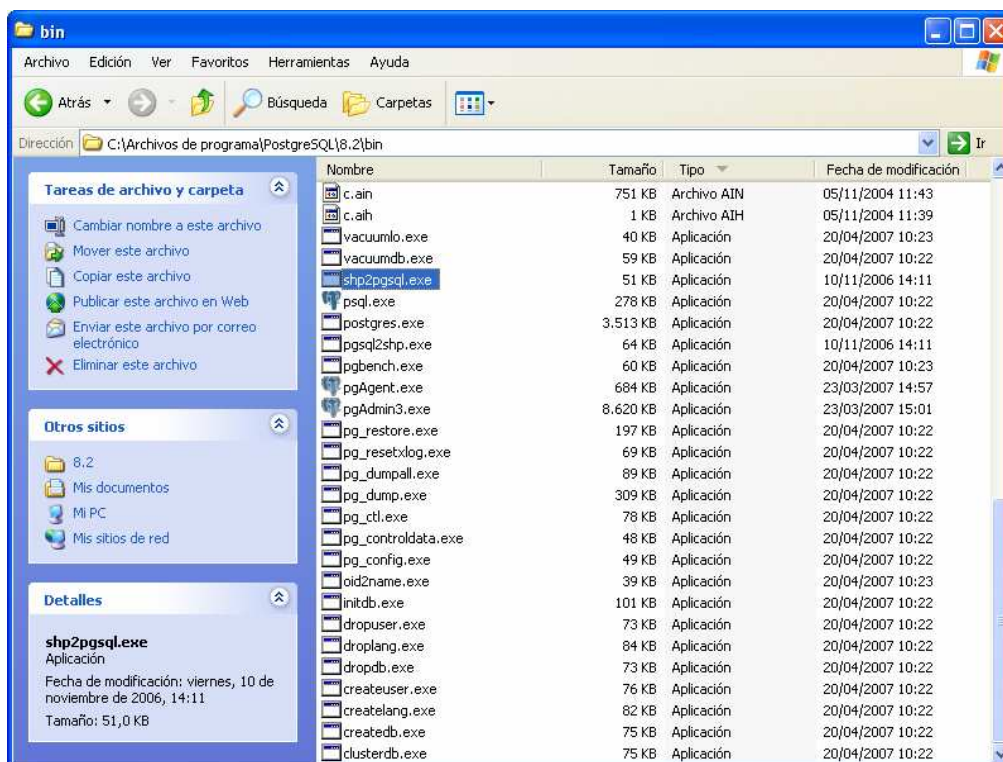 bin
Archivo Edición Ver Favoritos Herramientas Ayuda
Atrás Búsqueda Carpetas
Dirección C:\Archivos de programa\PostgreSQL\8.2\bin Ir
Tareas de archivo y carpeta
Cambiar nombre a este archivo
Mover este archivo
Copiar este archivo
Publicar este archivo en Web
Enviar este archivo por correo
electrónico
Eliminar este archivo
Otros sitios
8.2
Mis documentos
Mi PC
Mis sitios de red
Detalles
shp2pgsql.exe
Aplicación
Fecha de modificación: viernes, 10 de
noviembre de 2006, 14:11
Tamaño: 51,0 KB
Nombre Tamaño Tipo Fecha de modificación
c.ain 751 KB Archivo AIN 05/11/2004 11:43
c.aih 1 KB Archivo AIH 05/11/2004 11:39
vacuumlo.exe 40 KB Aplicación 20/04/2007 10:23
vacuumdb.exe 59 KB Aplicación 20/04/2007 10:22
shp2pgsql.exe 51 KB Aplicación 10/11/2006 14:11
psql.exe 278 KB Aplicación 20/04/2007 10:22
postgres.exe 3.513 KB Aplicación 20/04/2007 10:22
pgsql2shp.exe 64 KB Aplicación 10/11/2006 14:11
pgbench.exe 60 KB Aplicación 20/04/2007 10:23
pgAgent.exe 684 KB Aplicación 23/03/2007 14:57
pgAdmin3.exe 8.620 KB Aplicación 23/03/2007 15:01
pg_restore.exe 197 KB Aplicación 20/04/2007 10:22
pg_resetxlog.exe 69 KB Aplicación 20/04/2007 10:22
pg_dumpall.exe 89 KB Aplicación 20/04/2007 10:22
pg_dump.exe 309 KB Aplicación 20/04/2007 10:22
pg_ctl.exe 78 KB Aplicación 20/04/2007 10:22
pg_controldata.exe 48 KB Aplicación 20/04/2007 10:22
pg_config.exe 49 KB Aplicación 20/04/2007 10:22
oid2name.exe 39 KB Aplicación 20/04/2007 10:23
initdb.exe 101 KB Aplicación 20/04/2007 10:22
dropuser.exe 73 KB Aplicación 20/04/2007 10:22
droplang.exe 84 KB Aplicación 20/04/2007 10:22
dropdb.exe 73 KB Aplicación 20/04/2007 10:22
createuser.exe 76 KB Aplicación 20/04/2007 10:22
createlang.exe 82 KB Aplicación 20/04/2007 10:22
createdb.exe 75 KB Aplicación 20/04/2007 10:22
clusterdb.exe 75 KB Aplicación 20/04/2007 10:22